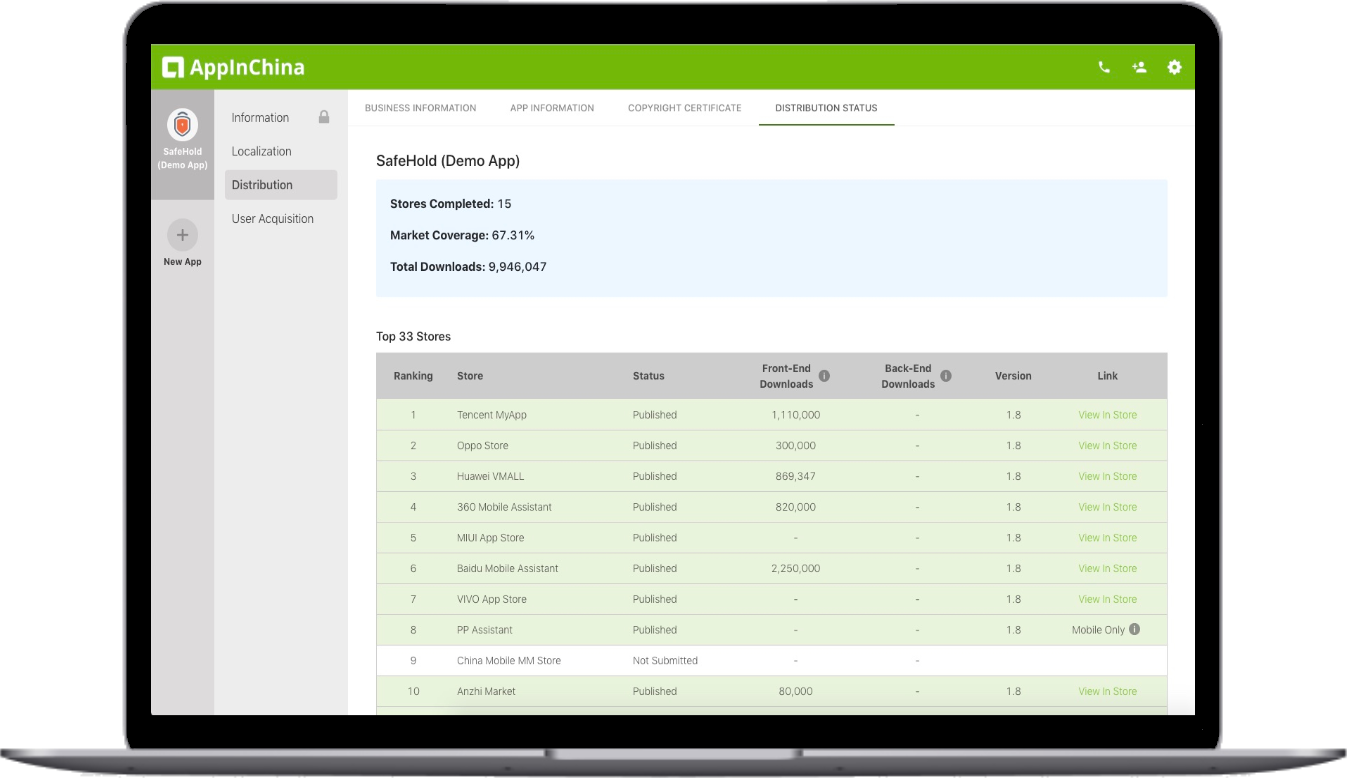 AppInChina
SafeHold
(Demo App)
New App
Information
Localization
Distribution
User Acquisition
BUSINESS INFORMATION APP INFORMATION COPYRIGHT CERTIFICATE DISTRIBUTION STATUS
SafeHold (Demo App)
Stores Completed: 15
Market Coverage: 67.31%
Total Downloads: 9,946,047
Top 33 Stores
Ranking Store Status Front-End Downloads Back-End Downloads Version Link
1 Tencent MyApp Published 1,110,000 - 1.8 View In Store
2 Oppo Store Published 300,000 - 1.8 View In Store
3 Huawei VMALL Published 869,347 - 1.8 View In Store
4 360 Mobile Assistant Published 820,000 - 1.8 View In Store
5 MIUI App Store Published - - 1.8 View In Store
6 Baidu Mobile Assistant Published 2,250,000 - 1.8 View In Store
7 VIVO App Store Published - - 1.8 View In Store
8 PP Assistant Published - - 1.8 Mobile Only
9 China Mobile MM Store Not Submitted - -
10 Anzhi Market Published 80,000 - 1.8 View In Store